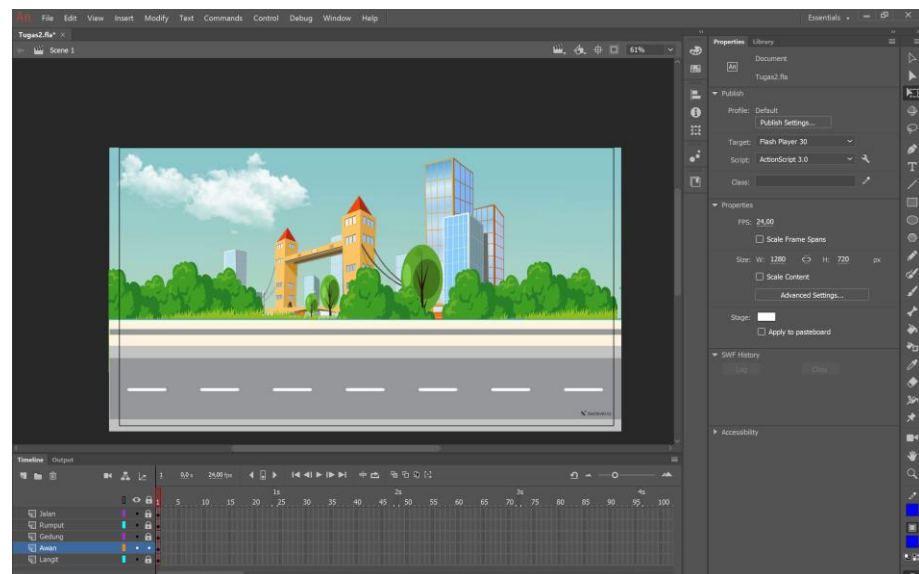 An File Edit View Insert Modify Text Commands Control Debug Window Help Essentials
Tugas2.fla* ×
Scene 1 61%
Properties Library
Document
An Tugas2.fla
Publish
Profile: Default
Publish Settings...
Target: Flash Player 30
Script: ActionScript 3.0
Class:
Properties
FPS: 24,00
Scale Frame Spans
Size: W: 1280 H: 720 px
Scale Content
Advanced Settings...
Stage:
Apply to pasteboard
SWF History
Log Clear
Accessibility
Timeline Output
1 0,0 s 24,00 fps
1s 2s 3s 4s
1 5 10 15 20 25 30 35 40 45 50 55 60 65 70 75 80 85 90 95 100
Jalan
Rumput
Gedung
Awan
Langit